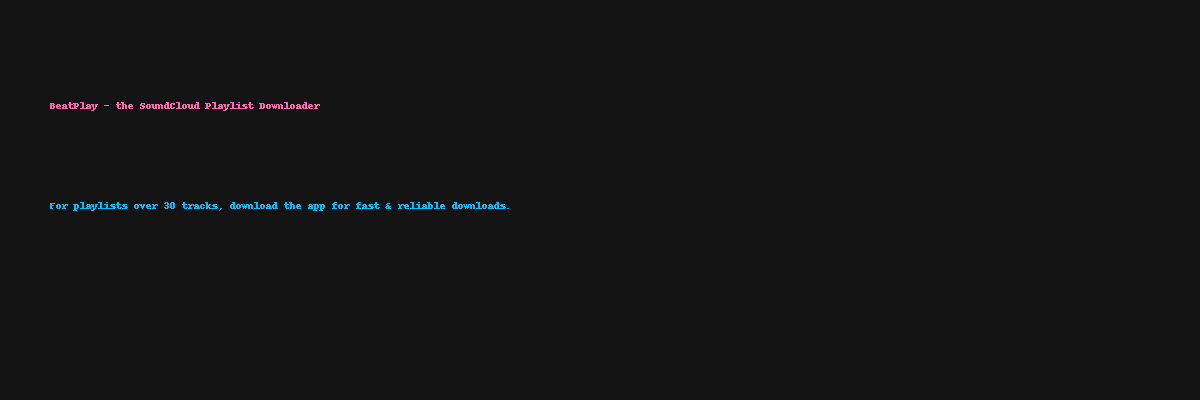 BeatPlay - the SoundCloud Playlist Downloader
For playlists over 30 tracks, download the app for fast & reliable downloads.